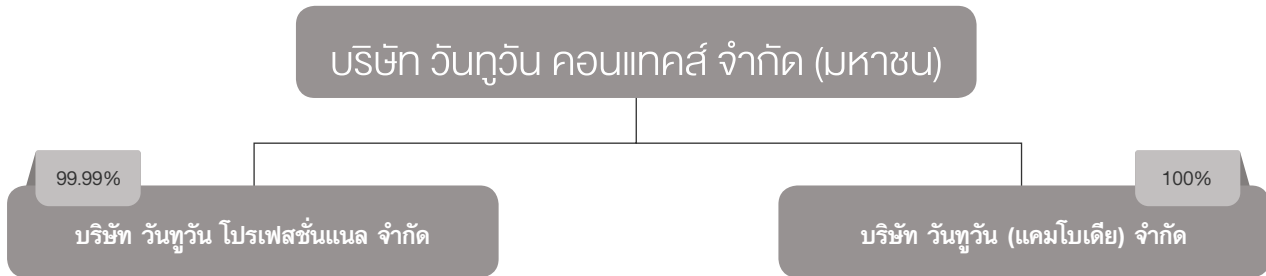 บริษัท วันทูวัน คอนแทคส์ จำกัด (มหาชน)
99.99%
บริษัท วันทูวัน โปรเฟสชั่นแนล จำกัด
100%
บริษัท วันทูวัน (แคมโบเดีย) จำกัด